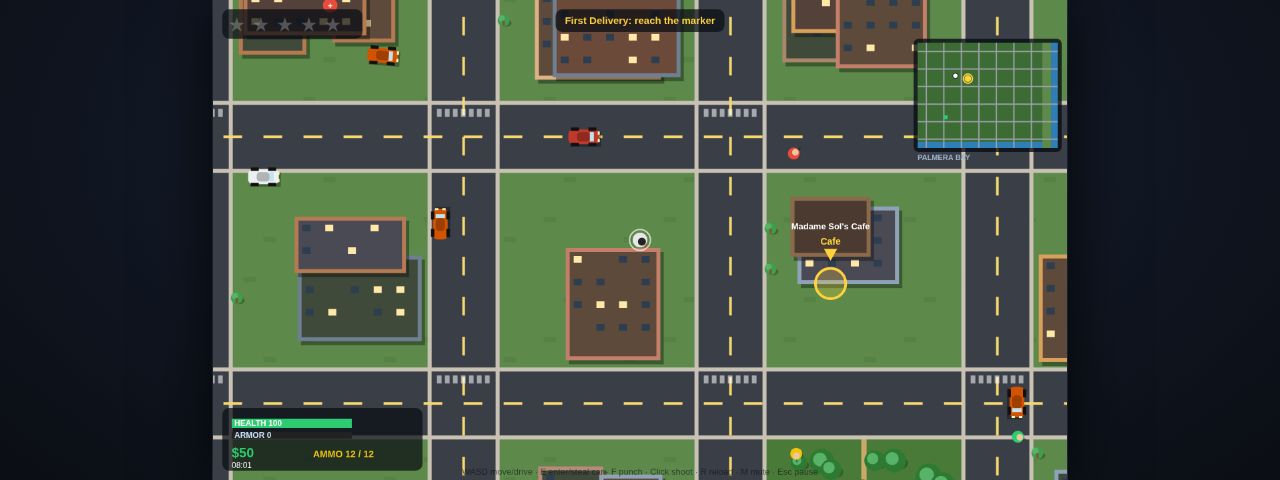 First Delivery: reach the marker
PALMERA BAY
Madame Sol's Cafe
Cafe
HEALTH 100
ARMOR 0
$50
AMMO 12 / 12
08:01
WASD move/drive · E enter/steal car · F punch · Click shoot · R reload · M mute · Esc pause